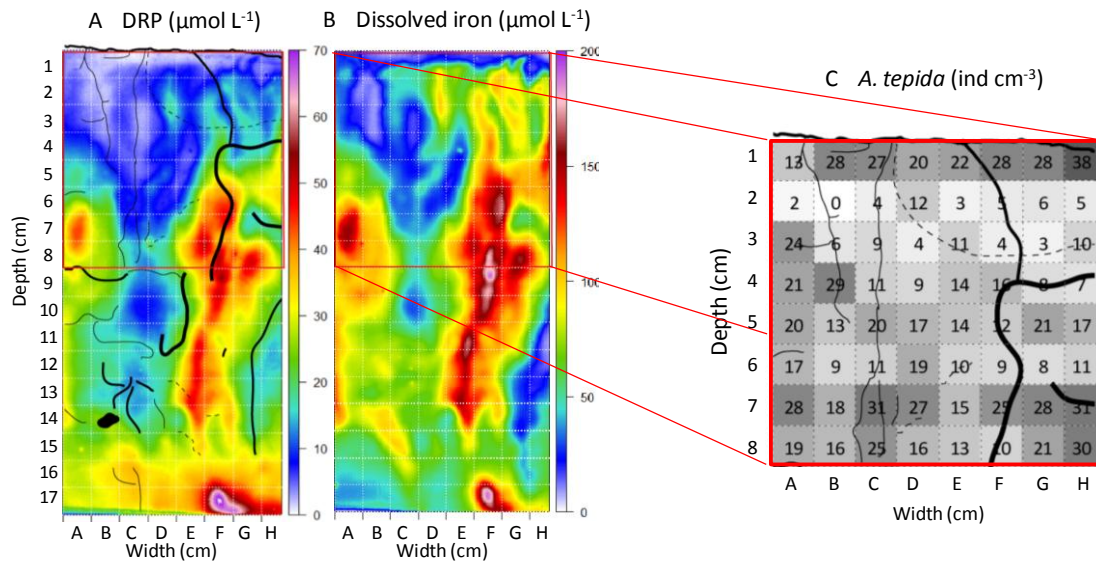 A DRP (µmol L⁻¹)
B Dissolved iron (µmol L⁻¹)
C A. tepida (ind cm⁻³)
Depth (cm)
1
2
3
4
5
6
7
8
9
10
11
12
13
14
15
16
17
A B C D E F G H
Width (cm)
70
60
50
40
30
20
10
0
A B C D E F G H
Width (cm)
200
150
100
50
0
Depth (cm)
1 13 28 27 20 22 28 28 38
2 2 0 4 12 3 5 6 5
3 24 6 9 4 11 4 3 10
4 21 29 11 9 14 16 8 7
5 20 13 20 17 14 12 21 17
6 17 9 11 19 10 9 8 11
7 28 18 31 27 15 25 28 31
8 19 16 25 16 13 10 21 30
A B C D E F G H
Width (cm)